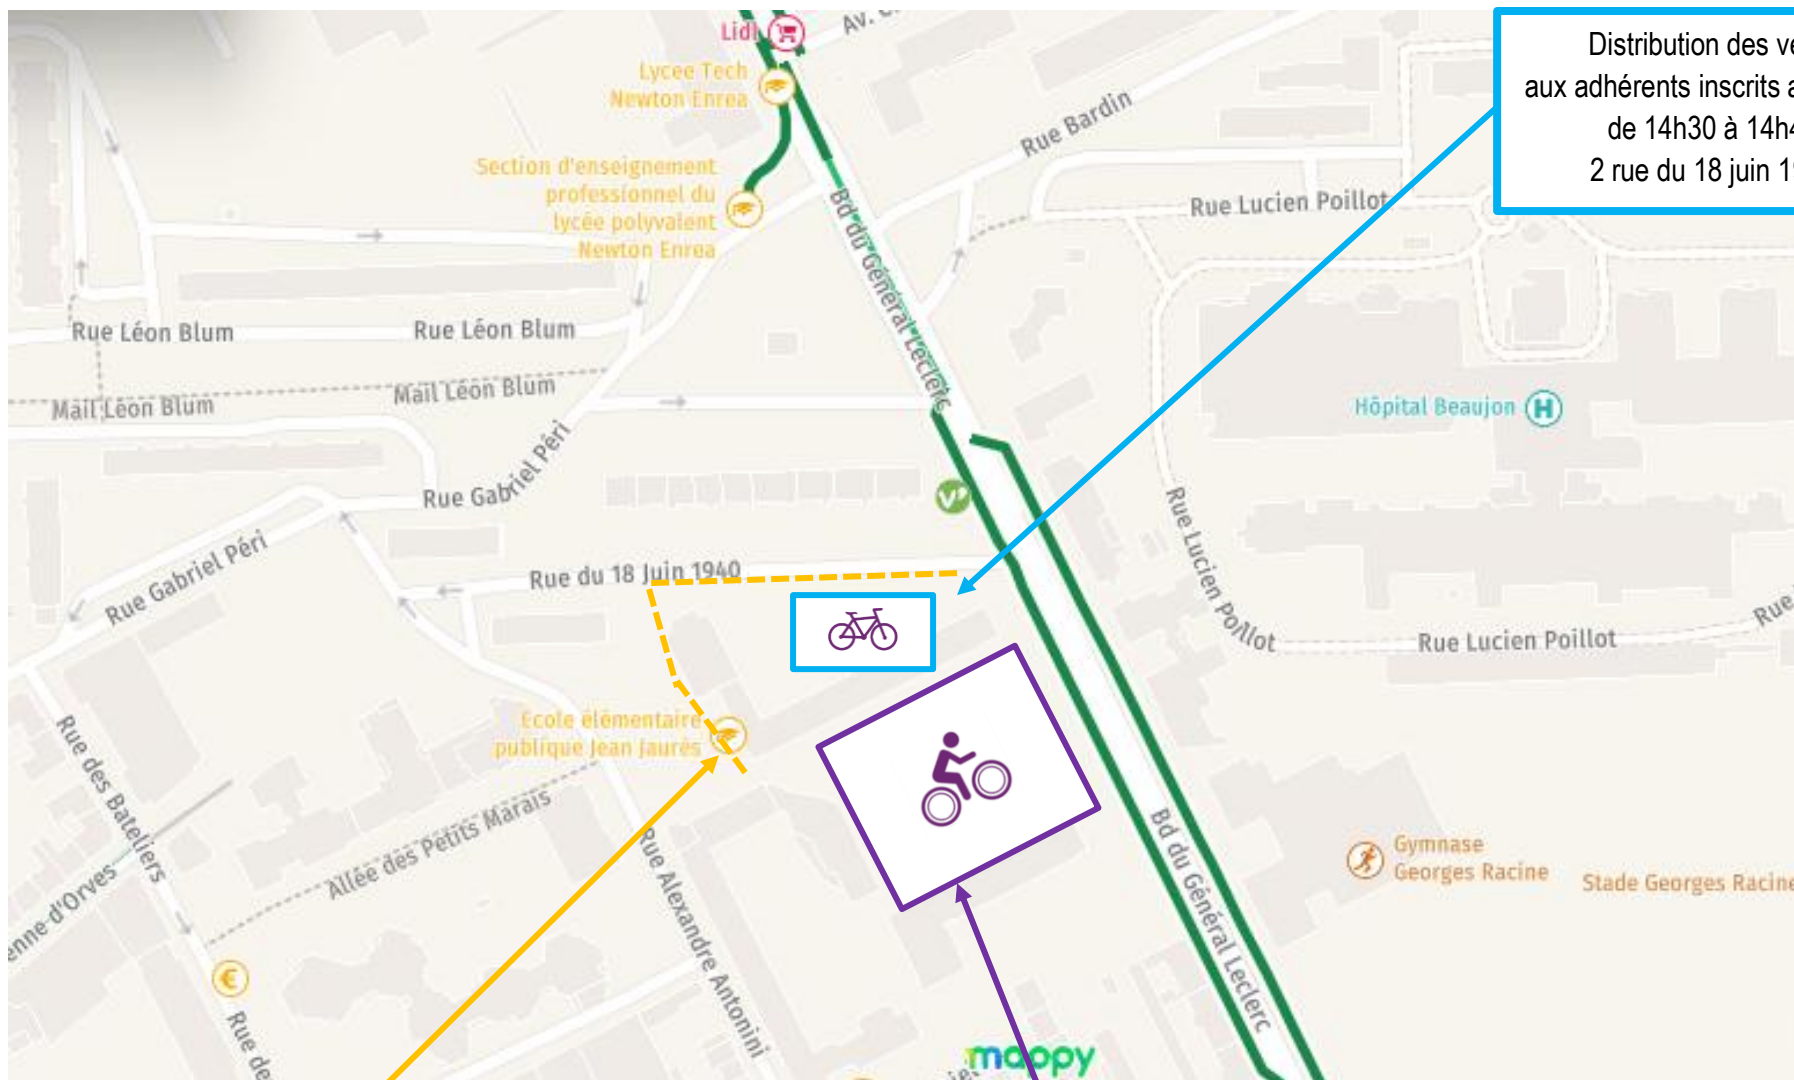 Lidl
Av.
Lycee Tech
Newton Enrea
Distribution des
aux adhérents inscrits
de 14h30 à
2 rue du 18 juin
Rue Bardin
Section d'enseignement
professionnel du
lycée polyvalent
Newton Enrea
Bd du Général Leclerc
Rue Lucien Poillot
Rue Léon Blum
Rue Léon Blum
Mail Léon Blum
Mail Léon Blum
Hôpital Beaujon H
Rue Gabriel Péri
Rue Gabriel Péri
Rue Lucien Poillot
Rue du 18 Juin 1940
Rue Lucien Poillot
Rue
Ecole élémentaire
publique Jean Jaurès
Rue des Bateliers
Allée des Petits Marais
Rue Alexandre Antonini
Bd du Général Leclerc
Gymnase
Georges Racine
Stade Georges Racine
d'Orves
€
Rue
mappy